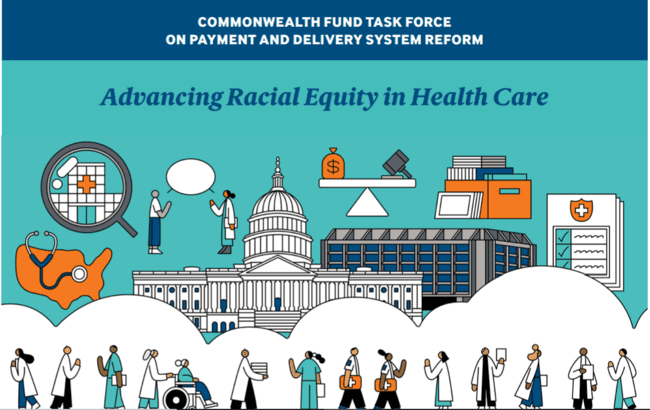 COMMONWEALTH FUND TASK FORCE
ON PAYMENT AND DELIVERY SYSTEM REFORM
Advancing Racial Equity in Health Care
$